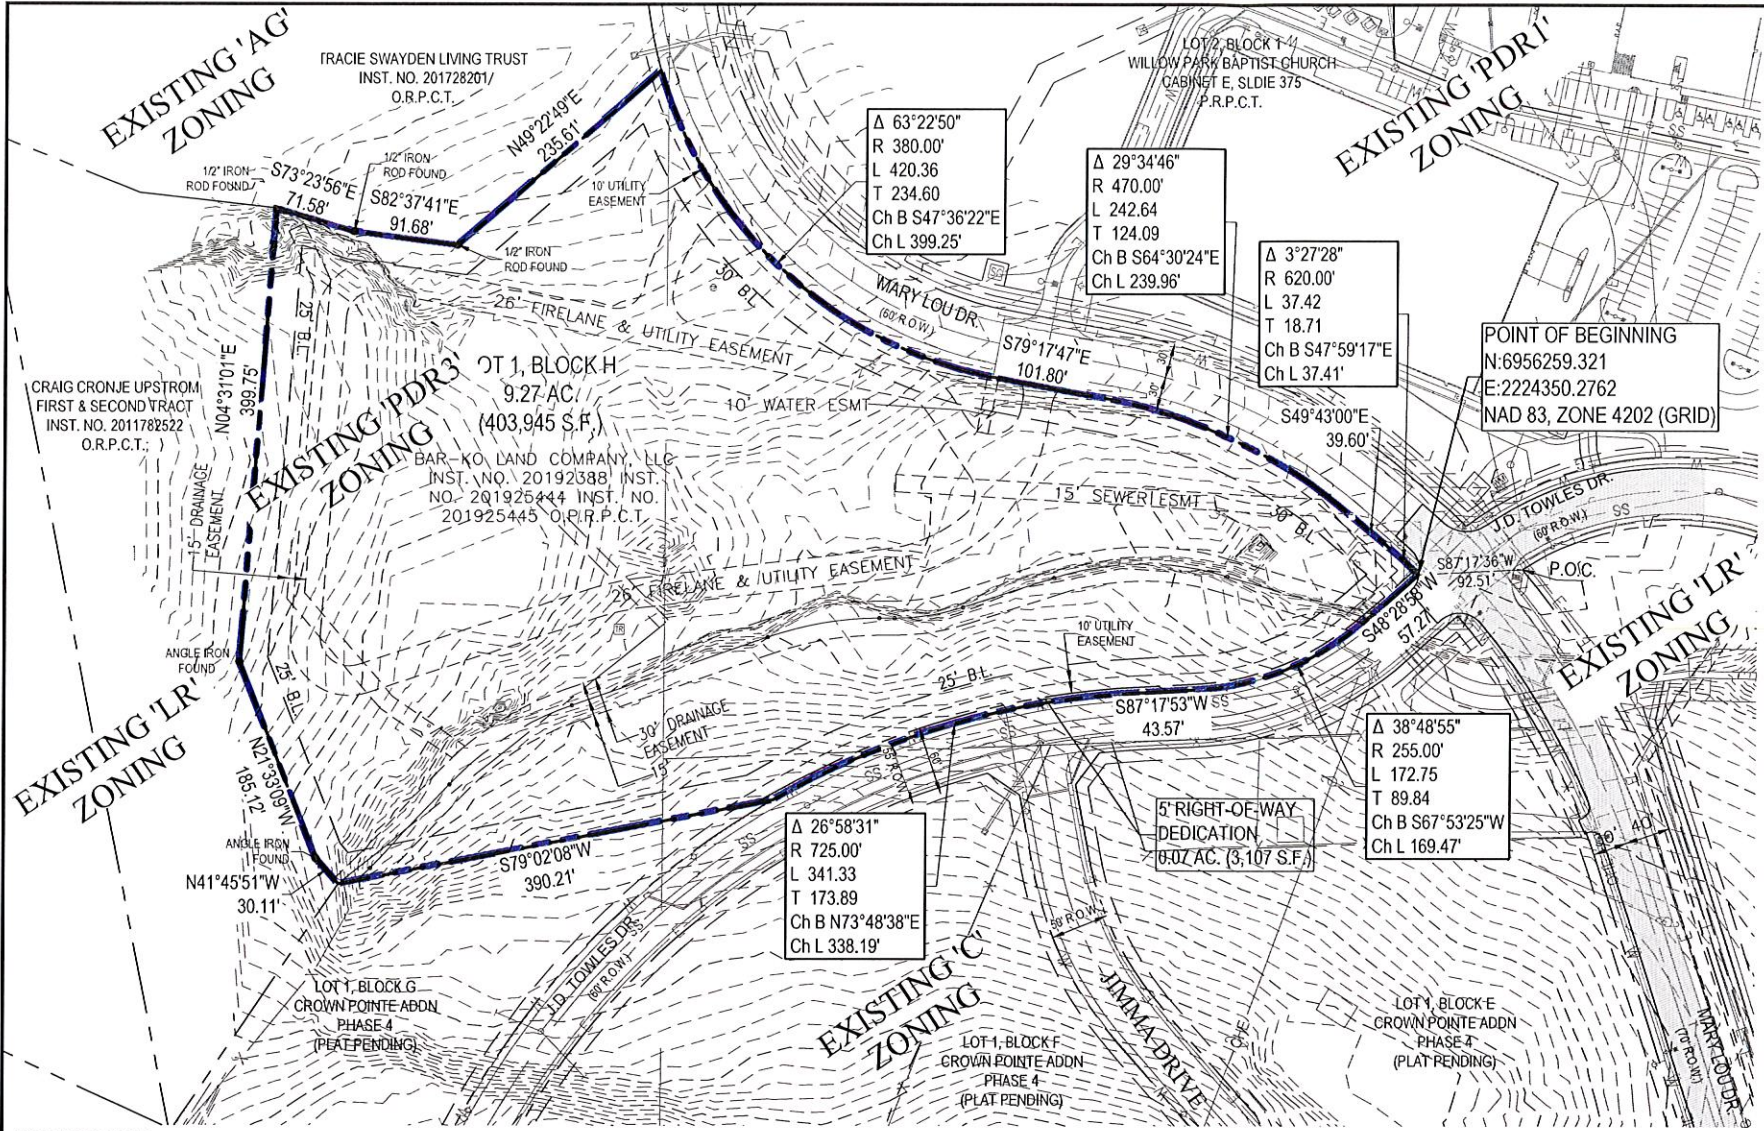 EXISTING 'AG'
ZONING
TRACIE SWAYDEN LIVING TRUST
INST. NO. 201728201/
O.R.P.C.T.
LOT 2, BLOCK 1
WILLOW PARK BAPTIST CHURCH
CABINET E, SLDIE 375
P.R.P.C.T.
EXISTING 'PDR1'
ZONING
N49°22'49"E
235.61'
1/2" IRON
ROD FOUND
S73°23'56"E
71.58'
1/2" IRON
ROD FOUND
S82°37'41"E
91.68'
1/2" IRON
ROD FOUND
10' UTILITY
EASEMENT
Δ 63°22'50"
R 380.00'
L 420.36
T 234.60
Ch B S47°36'22"E
Ch L 399.25'
Δ 29°34'46"
R 470.00'
L 242.64
T 124.09
Ch B S64°30'24"E
Ch L 239.96'
Δ 3°27'28"
R 620.00'
L 37.42
T 18.71
Ch B S47°59'17"E
Ch L 37.41'
POINT OF BEGINNING
N:6956259.321
E:2224350.2762
NAD 83, ZONE 4202 (GRID)
30' B.L.
MARY LOU DR.
(60' R.O.W.)
S79°17'47"E
101.80'
30'
30'
S49°43'00"E
39.60'
26' FIRELANE & UTILITY EASEMENT
25' B.L.
N04°31'01"E
399.75'
CRAIG CRONJE UPSTROM
FIRST & SECOND TRACT
INST. NO. 2011782522
O.R.P.C.T.
EXISTING 'PDR3'
ZONING
OT 1, BLOCK H
9.27 AC.
(403,945 S.F.)
BAR-KO LAND COMPANY, LLC
INST. NO. 20192388 INST.
NO. 201925444 INST. NO.
201925445 O.P.R.P.C.T
10' WATER ESMT
15' SEWER ESMT
30' B.L.
15' DRAINAGE
EASEMENT
26' FIRELANE & UTILITY EASEMENT
TR
J.D. TOWLES DR.
(60' R.O.W.)
SS
S87°17'36"W
92.51'
P.O.C.
S48°28'58"W
57.27'
EXISTING 'LR'
ZONING
10' UTILITY
EASEMENT
25' B.L.
S87°17'53"W
43.57'
SS
ANGLE IRON
FOUND
25' B.L.
EXISTING 'LR'
ZONING
N21°33'09"W
185.12'
30' DRAINAGE
EASEMENT
15'
60'
Δ 38°48'55"
R 255.00'
L 172.75
T 89.84
Ch B S67°53'25"W
Ch L 169.47'
30'
40'
5' RIGHT-OF-WAY
DEDICATION
0.07 AC. (3,107 S.F.)
Δ 26°58'31"
R 725.00'
L 341.33
T 173.89
Ch B N73°48'38"E
Ch L 338.19'
ANGLE IRON
FOUND
N41°45'51"W
30.11'
S79°02'08"W
390.21'
SS
50' R.O.W.
J.D. TOWLES DR.
(60' R.O.W.)
SS
EXISTING 'C'
ZONING
JIMMA DRIVE
LOT 1, BLOCK G
CROWN POINTE ADDN
PHASE 4
(PLAT PENDING)
LOT 1, BLOCK F
CROWN POINTE ADDN
PHASE 4
(PLAT PENDING)
LOT 1, BLOCK E
CROWN POINTE ADDN
PHASE 4
(PLAT PENDING)
OHE
MARY LOU DR.
(70' R.O.W.)